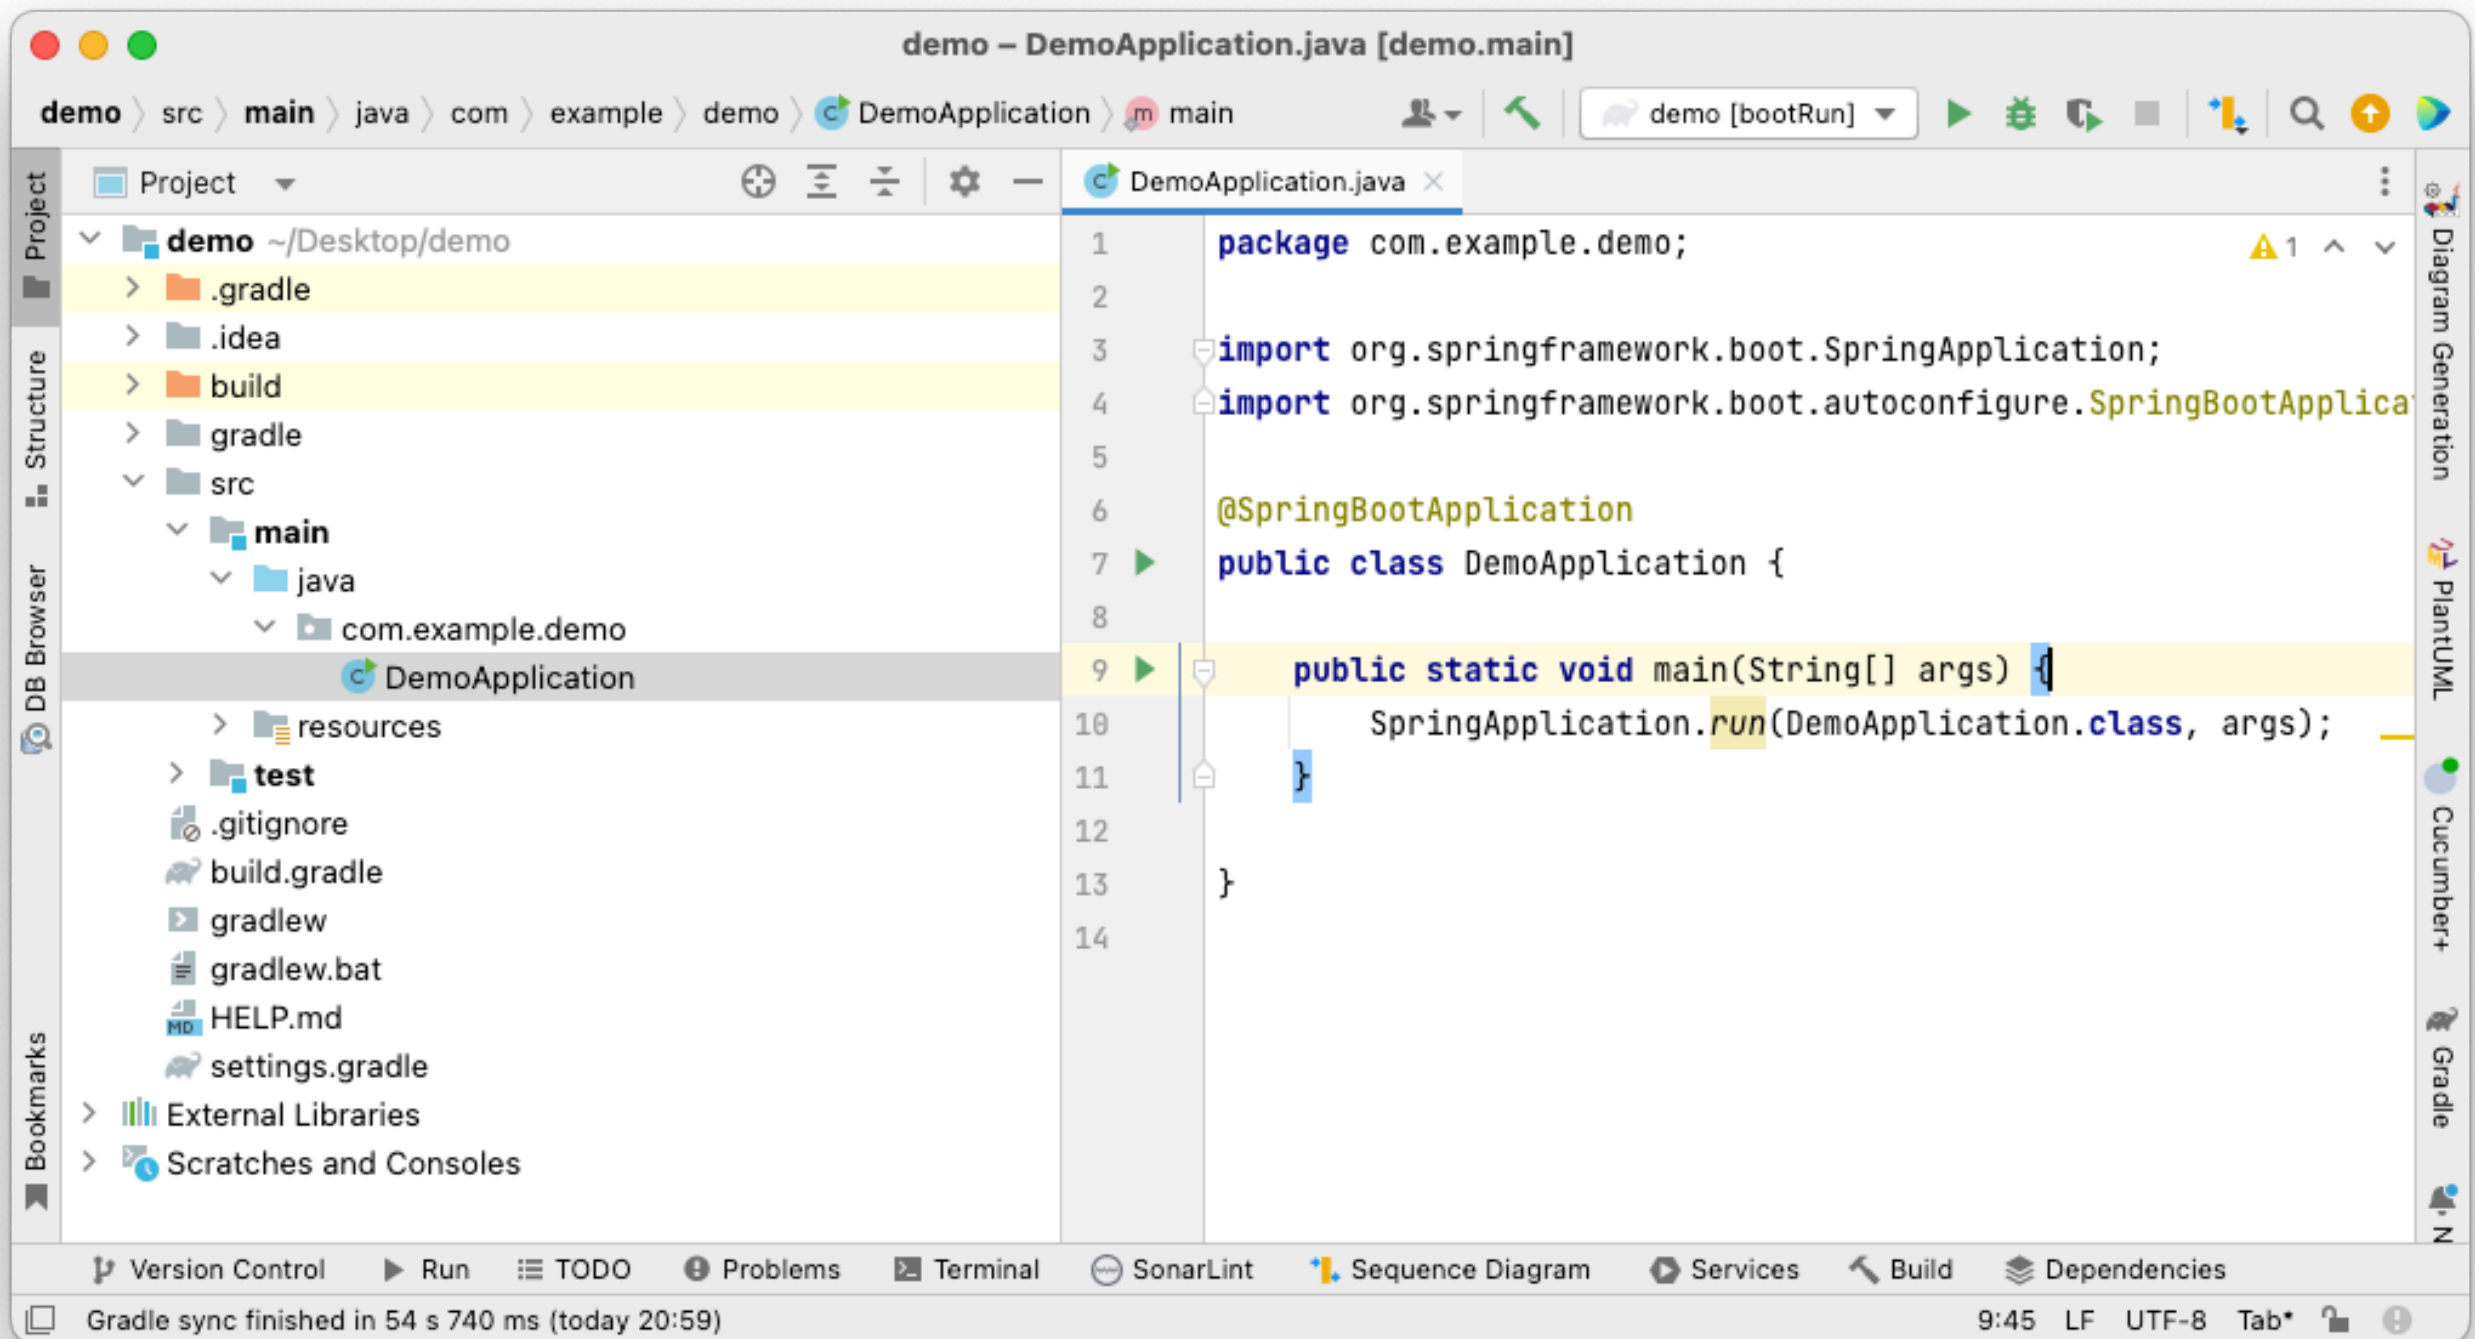 demo – DemoApplication.java [demo.main]
demo src main java com example demo DemoApplication main
demo [bootRun]
Project
Structure
DB Browser
Bookmarks
Project
demo ~/Desktop/demo
.gradle
.idea
build
gradle
src
main
java
com.example.demo
DemoApplication
resources
test
.gitignore
build.gradle
gradlew
gradlew.bat
HELP.md
settings.gradle
External Libraries
Scratches and Consoles
DemoApplication.java
1 package com.example.demo;
1
2
3 import org.springframework.boot.SpringApplication;
4 import org.springframework.boot.autoconfigure.SpringBootApplica
5
6 @SpringBootApplication
7 public class DemoApplication {
8
9 public static void main(String[] args) {
10 SpringApplication.run(DemoApplication.class, args);
11 }
12
13 }
14
Diagram Generation
PlantUML
Cucumber+
Gradle
N
Version Control Run TODO Problems Terminal SonarLint Sequence Diagram Services Build Dependencies
Gradle sync finished in 54 s 740 ms (today 20:59)
9:45 LF UTF-8 Tab*